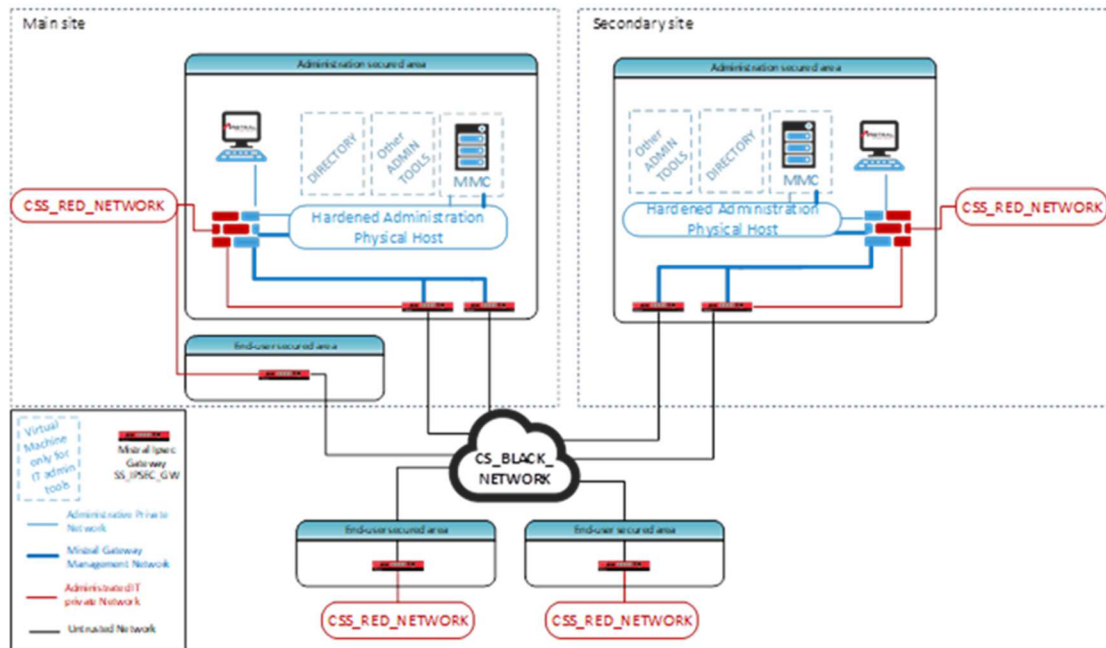 Main site
Administration secured area
DIRECTORY
Other
ADMIN
TOOLS
MMC
CSS_RED_NETWORK
Hardened Administration
Physical Host
End-user secured area
Secondary site
Administration secured area
Other
ADMIN
TOOLS
DIRECTORY
MMC
Hardened Administration
Physical Host
CSS_RED_NETWORK
CS_BLACK_
NETWORK
End-user secured area
CSS_RED_NETWORK
End-user secured area
CSS_RED_NETWORK
Virtual
Machine
only for
IT admin
tools
Mistral Ipsec
Gateway
SS_IPSEC_GW
Administrative Private
Network
Mistral Gateway
Management Network
Administrated IT
private Network
Untrusted Network